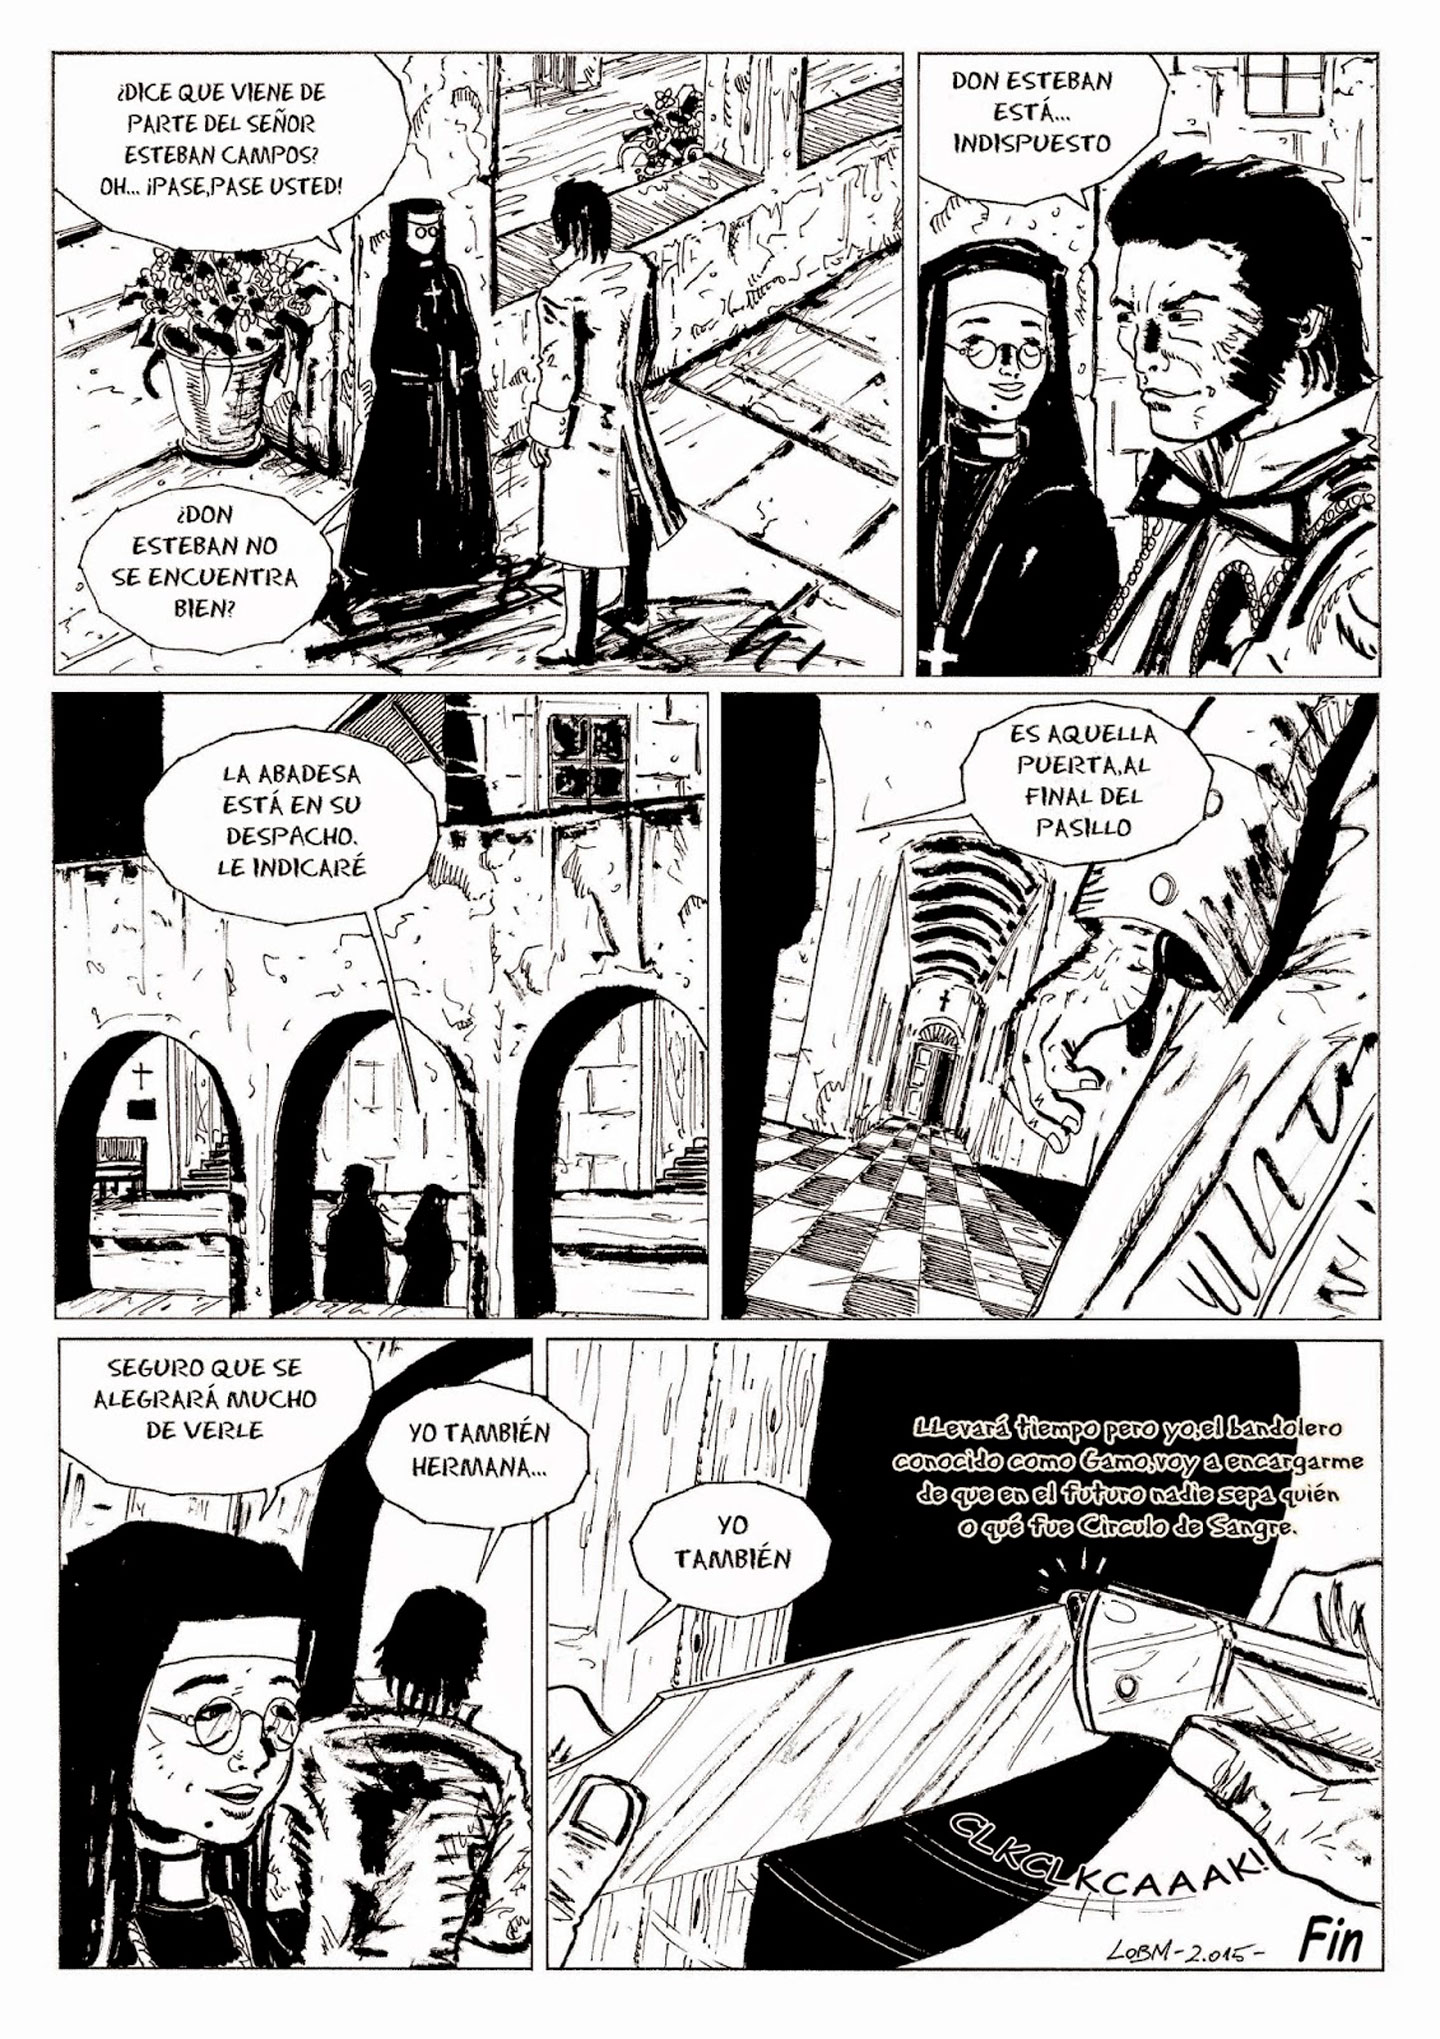 ¿DICE QUE VIENE DE
PARTE DEL SEÑOR
ESTEBAN CAMPOS?
OH... ¡PASE,PASE USTED!
¿DON
ESTEBAN NO
SE ENCUENTRA
BIEN?
DON ESTEBAN
ESTÁ...
INDISPUESTO
LA ABADESA
ESTÁ EN SU
DESPACHO.
LE INDICARÉ
ES AQUELLA
PUERTA,AL
FINAL DEL
PASILLO
SEGURO QUE SE
ALEGRARÁ MUCHO
DE VERLE
YO TAMBIÉN
HERMANA...
YO
TAMBIÉN
LLevará tiempo pero yo,el bandolero
conocido como Gamo,voy a encargarme
de que en el futuro nadie sepa quién
o qué fue Circulo de Sangre.
CLKCLKCAAAK!
LOBM-2.015-
Fin